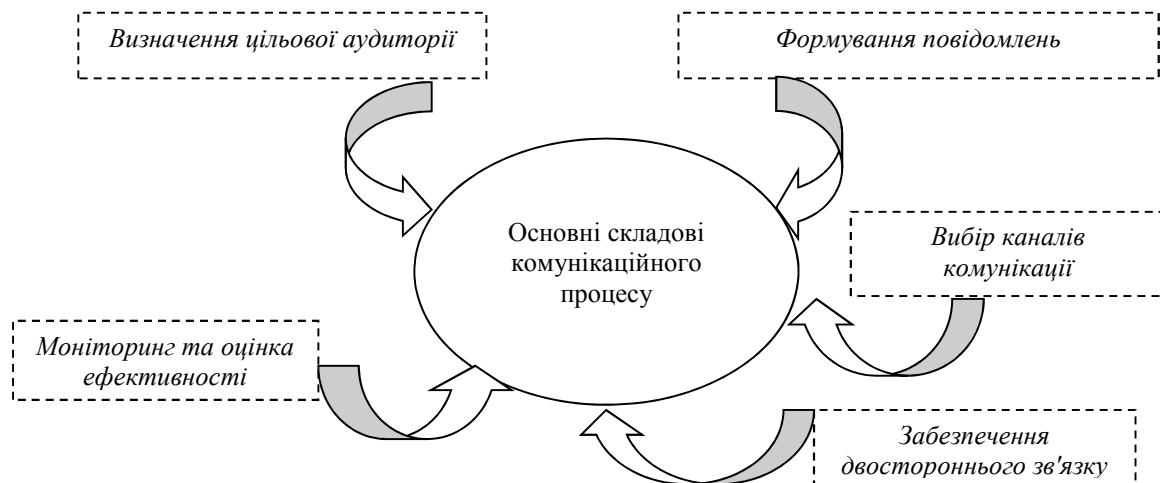 Визначення цільової аудиторії
Формування повідомлень
Основні складові
комунікаційного
процесу
Вибір каналів
комунікації
Моніторинг та оцінка
ефективності
Забезпечення
двостороннього зв'язку